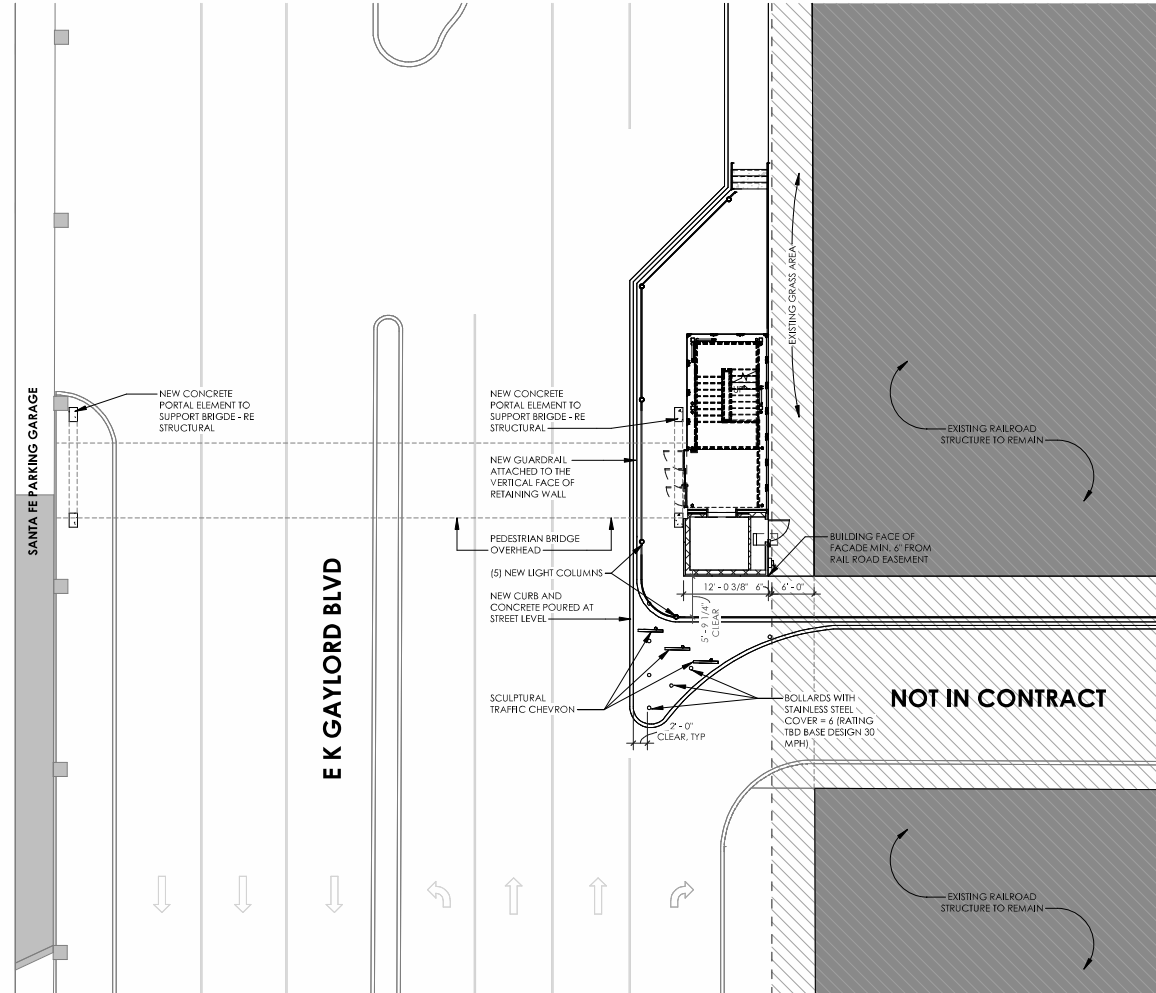 NEW CONCRETE
PORTAL ELEMENT TO
SUPPORT BRIGDE - RE
STRUCTURAL
NEW CONCRETE
PORTAL ELEMENT TO
SUPPORT BRIGDE - RE
STRUCTURAL
NEW GUARDRAIL
ATTACHED TO THE
VERTICAL FACE OF
RETAINING WALL
PEDESTRIAN BRIDGE
OVERHEAD
(5) NEW LIGHT COLUMNS
NEW CURB AND
CONCRETE POURED AT
STREET LEVEL
SCULPTURAL
TRAFFIC CHEVRON
SANTA FE PARKING GARAGE
E K GAYLORD BLVD
EXISTING GRASS AREA
EXISTING RAILROAD
STRUCTURE TO REMAIN
BUILDING FACE OF
FACADE MIN. 6" FROM
RAIL ROAD EASEMENT
12' - 0 3/8"
6"
6' - 0"
5' - 9 1/4"
CLEAR
NOT IN CONTRACT
BOLLARDS WITH
STAINLESS STEEL
COVER = 6 (RATING
TBD BASE DESIGN 30
MPH)
2' - 0"
CLEAR, TYP
EXISTING RAILROAD
STRUCTURE TO REMAIN